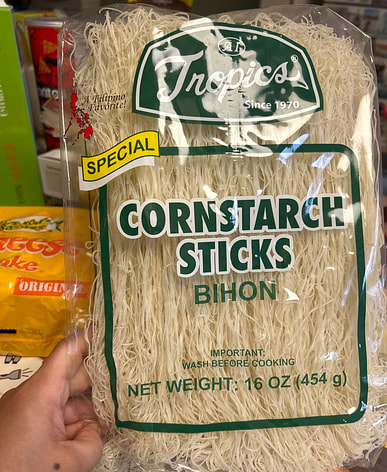 Tropics
Since 1970
A Filipino
Favorite!
SPECIAL
CORNSTARCH
STICKS
BIHON
IMPORTANT:
WASH BEFORE COOKING
NET WEIGHT: 16 OZ (454 g)
ORIGIN